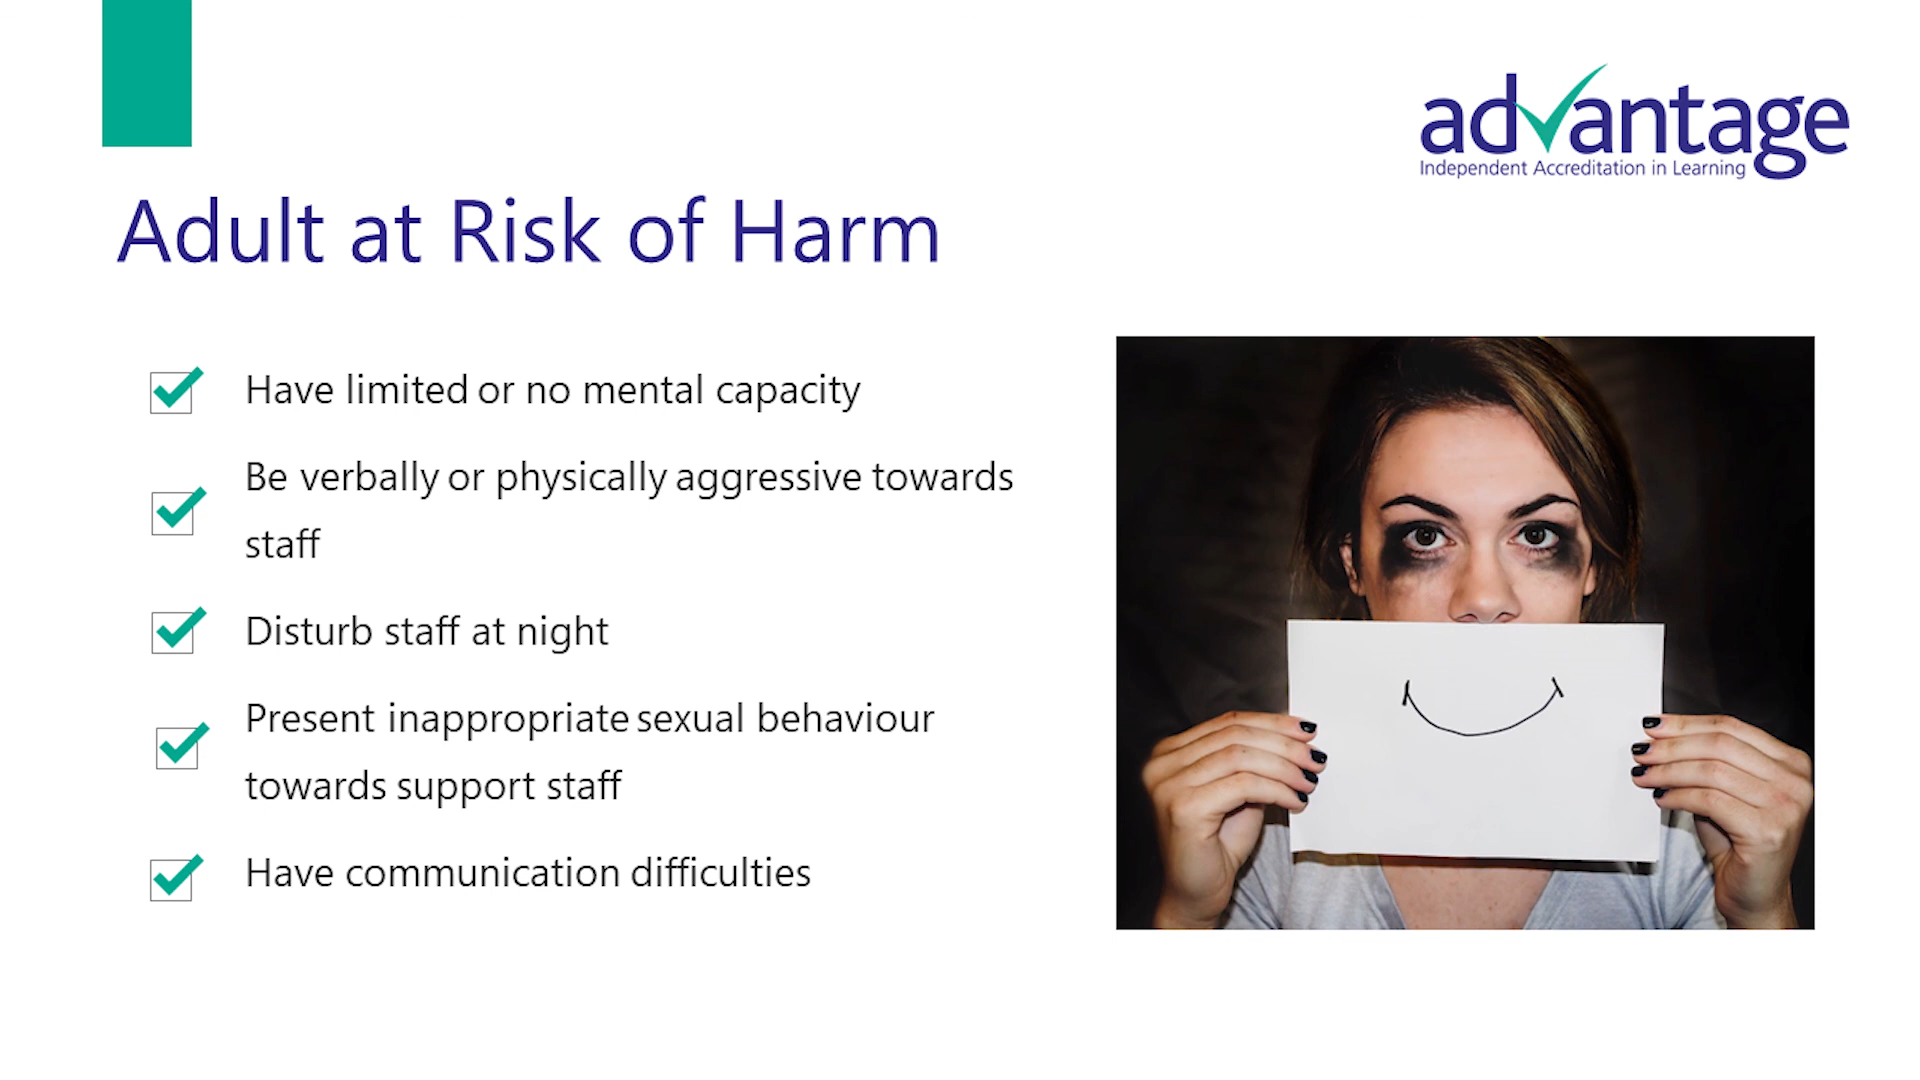 advantage
Independent Accreditation in Learning
Adult at Risk of Harm
Have limited or no mental capacity
Be verbally or physically aggressive towards
staff
Disturb staff at night
Present inappropriate sexual behaviour
towards support staff
Have communication difficulties